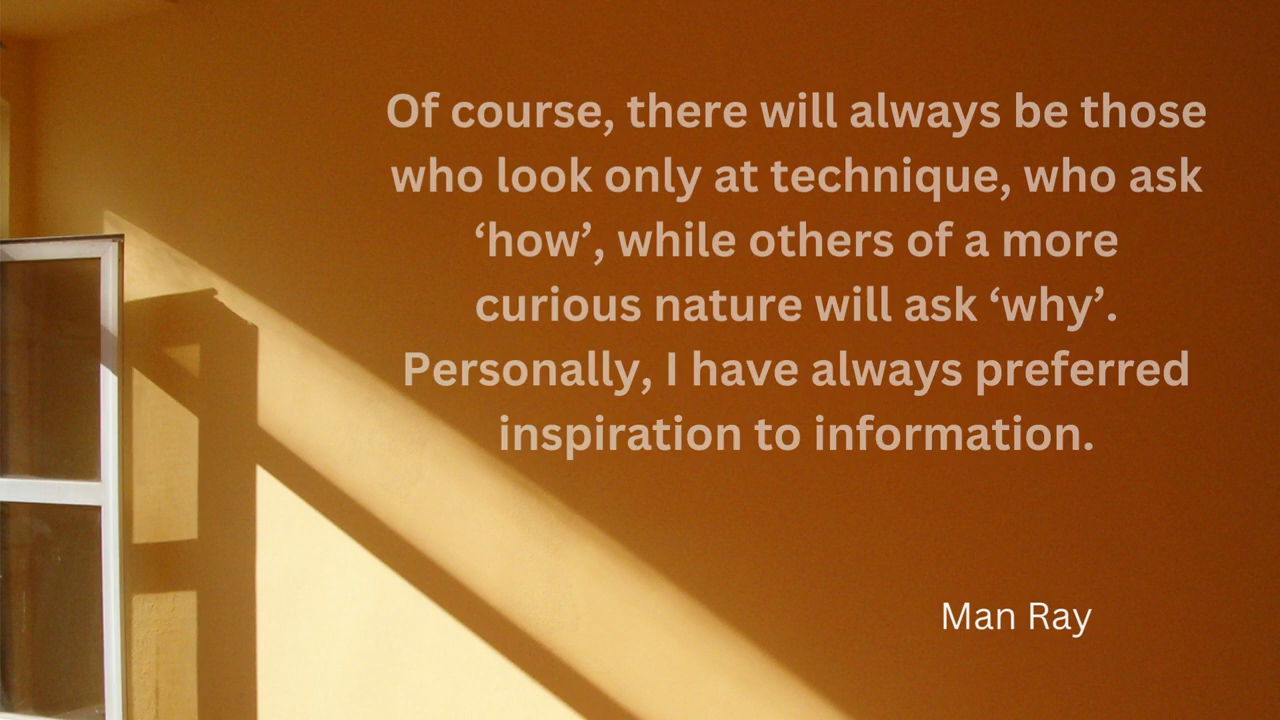 Of course, there will always be those
who look only at technique, who ask
‘how’, while others of a more
curious nature will ask ‘why’.
Personally, I have always preferred
inspiration to information.
Man Ray